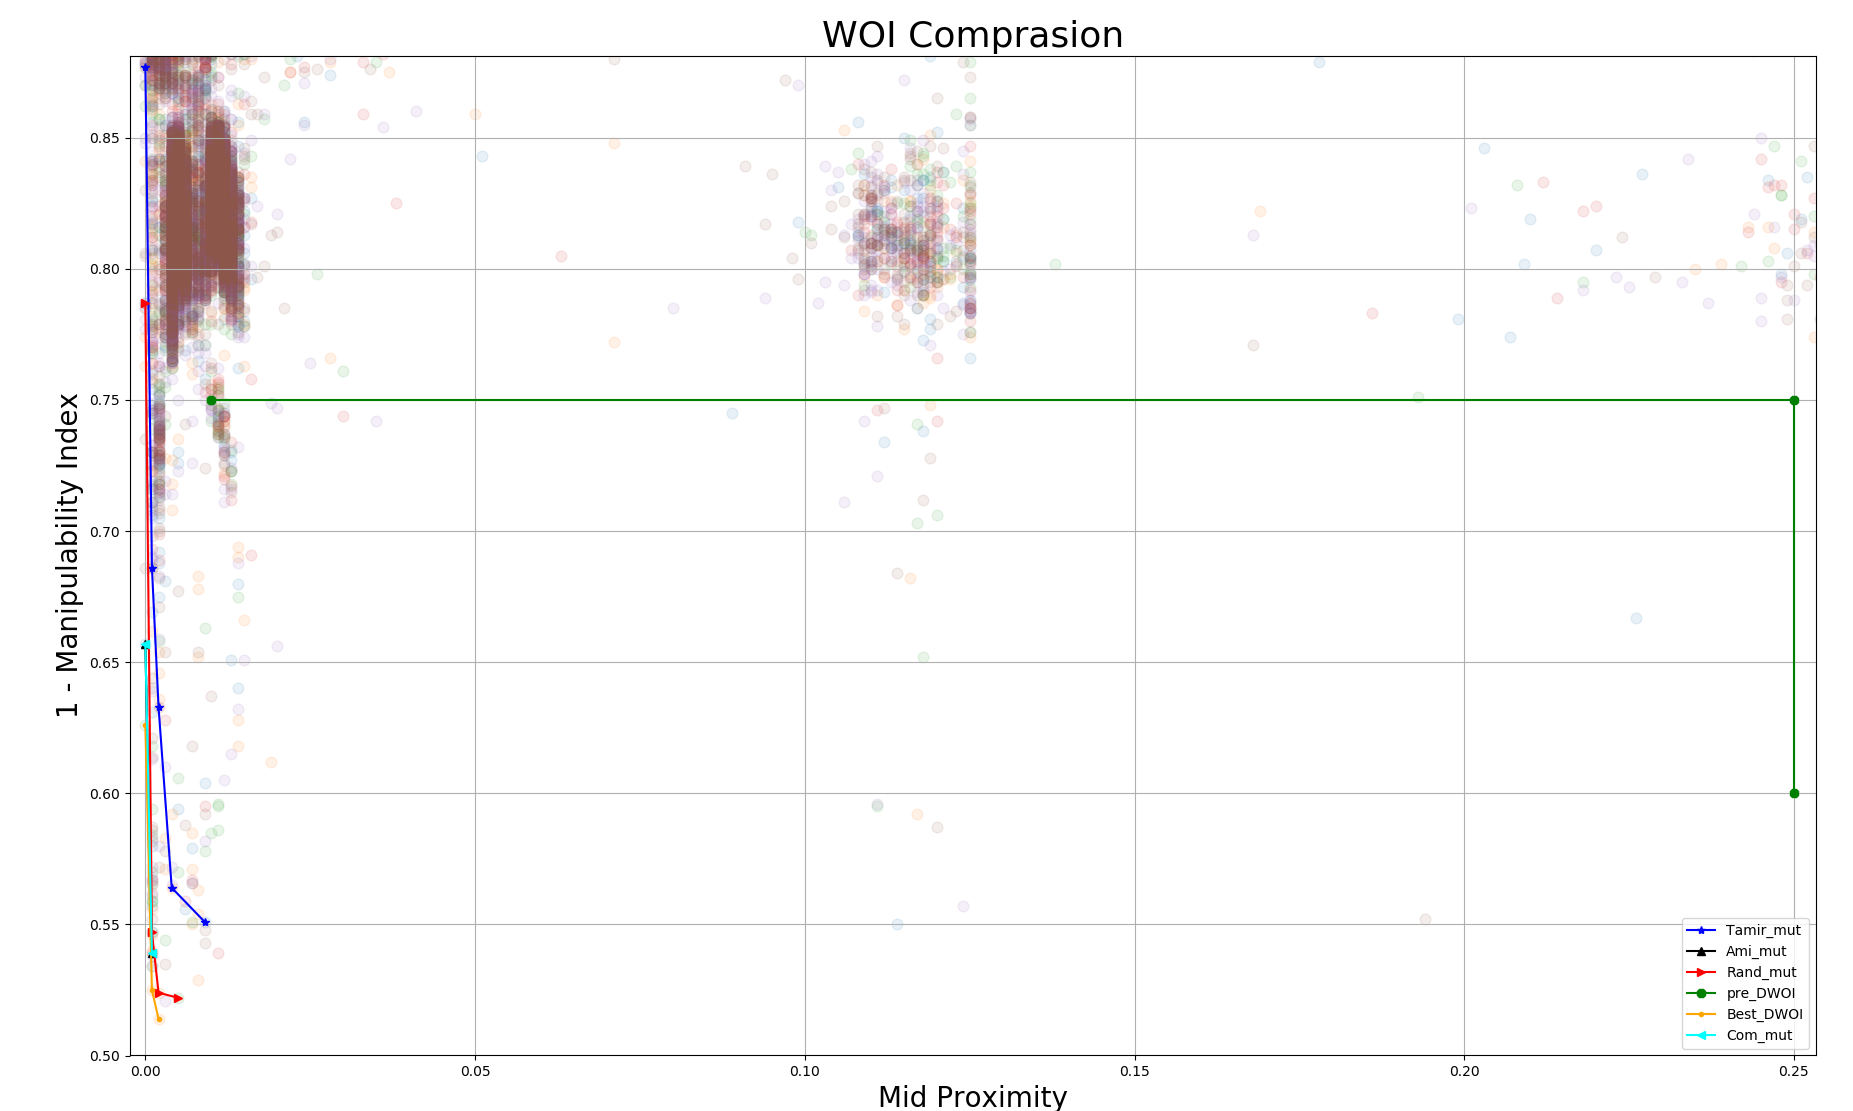 WOI Comprasion
1 - Manipulability Index
0.85
0.80
0.75
0.70
0.65
0.60
0.55
0.50
0.00
0.05
0.10
0.15
0.20
0.25
Mid Proximity
Tamir_mut
Ami_mut
Rand_mut
pre_DWOI
Best_DWOI
Com_mut